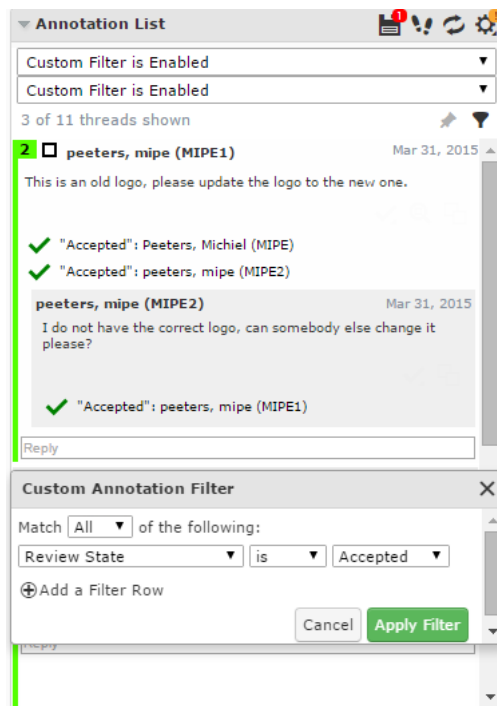 Annotation List
1
Custom Filter is Enabled
Custom Filter is Enabled
3 of 11 threads shown
2 peeters, mipe (MIPE1) Mar 31, 2015
This is an old logo, please update the logo to the new one.
"Accepted": Peeters, Michiel (MIPE)
"Accepted": peeters, mipe (MIPE2)
peeters, mipe (MIPE2) Mar 31, 2015
I do not have the correct logo, can somebody else change it
please?
"Accepted": peeters, mipe (MIPE1)
Reply
Custom Annotation Filter
Match All of the following:
Review State is Accepted
Add a Filter Row
Cancel Apply Filter
Reply